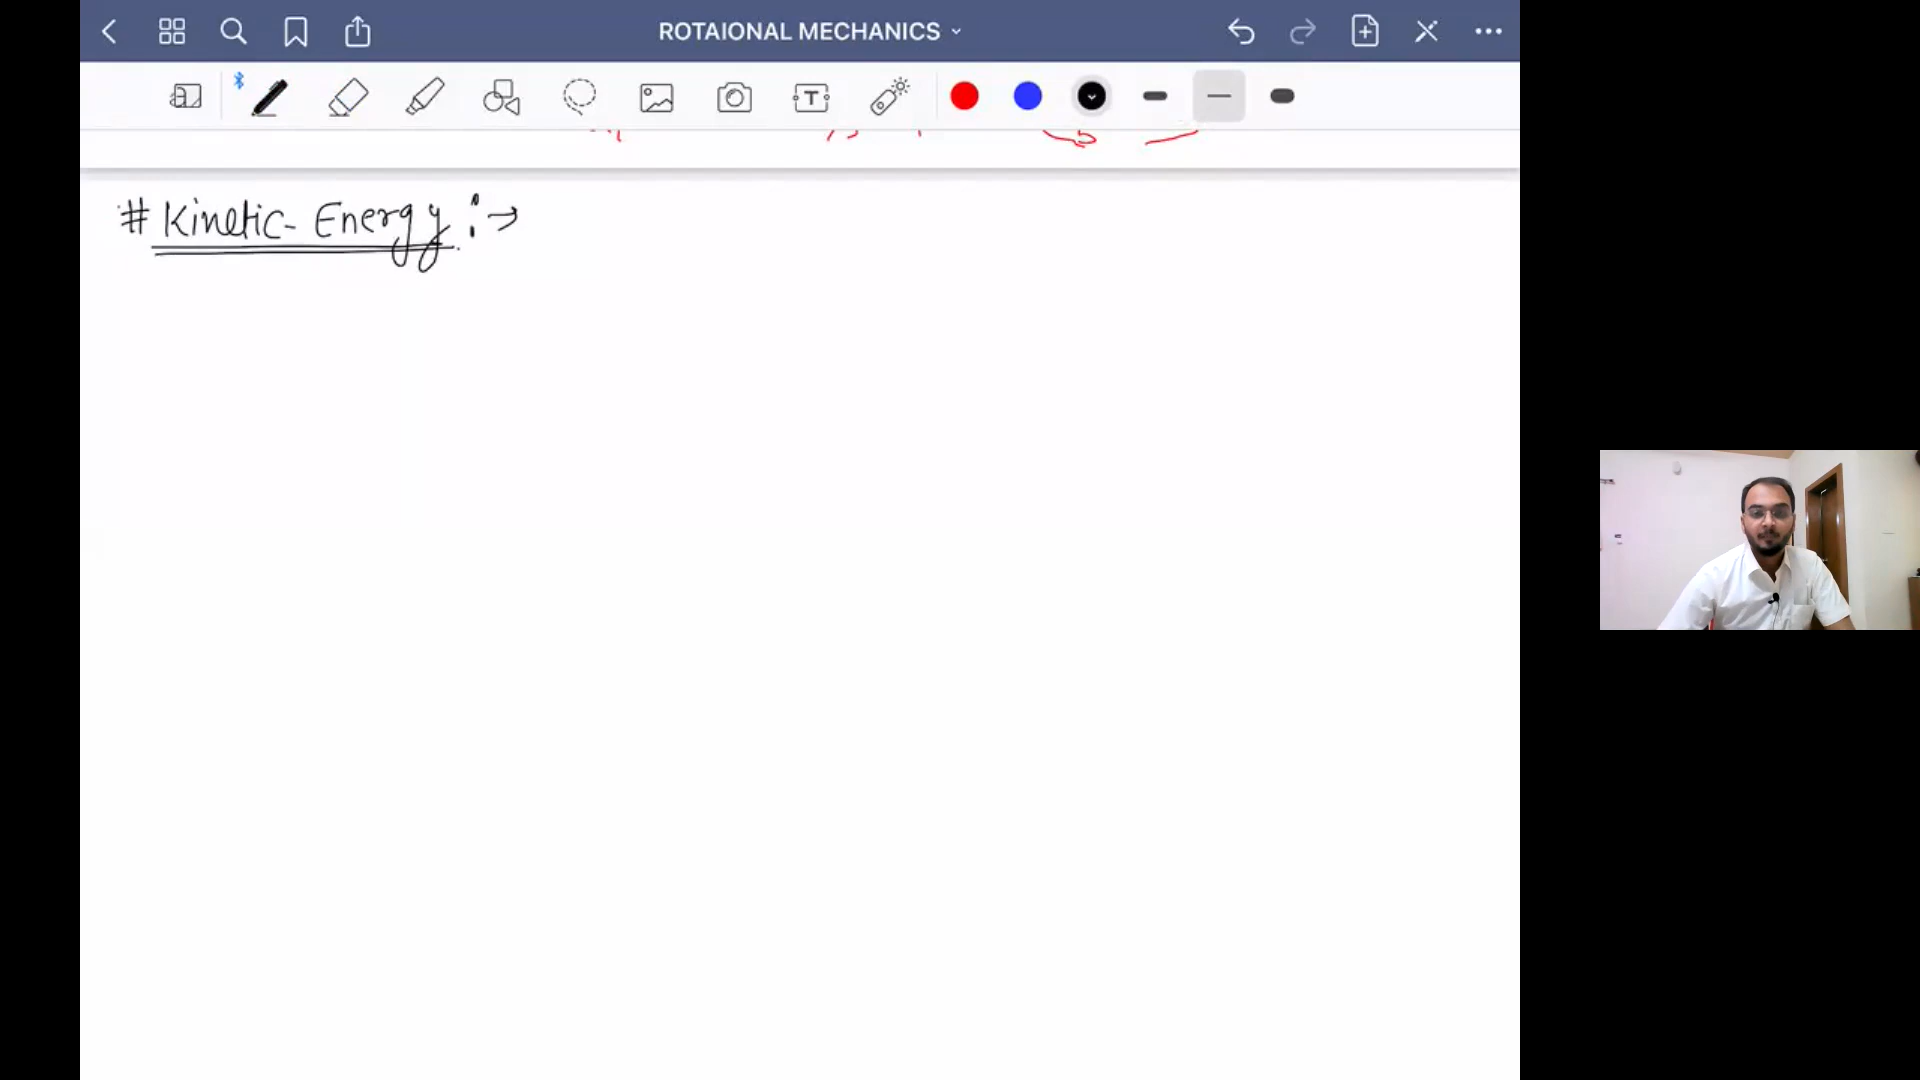 ROTAIONAL MECHANICS
# Kinetic- Energy :→